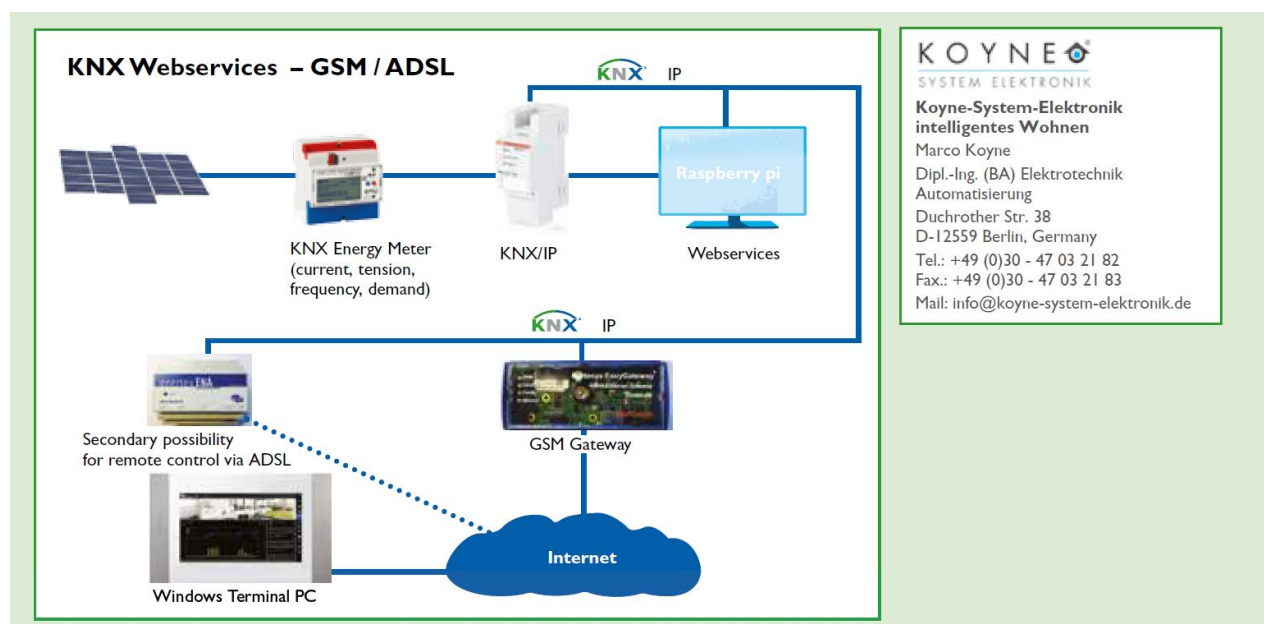 KNX Webservices – GSM / ADSL
KNX IP
Raspberry pi
KNX Energy Meter
(current, tension,
frequency, demand)
KNX/IP
Webservices
KNX IP
Secondary possibility
for remote control via ADSL
GSM Gateway
Internet
Windows Terminal PC
KOYNE
SYSTEM ELEKTRONIK
Koyne-System-Elektronik
intelligentes Wohnen
Marco Koyne
Dipl.-Ing. (BA) Elektrotechnik
Automatisierung
Duchrother Str. 38
D-12559 Berlin, Germany
Tel.: +49 (0)30 - 47 03 21 82
Fax.: +49 (0)30 - 47 03 21 83
Mail: info@koyne-system-elektronik.de